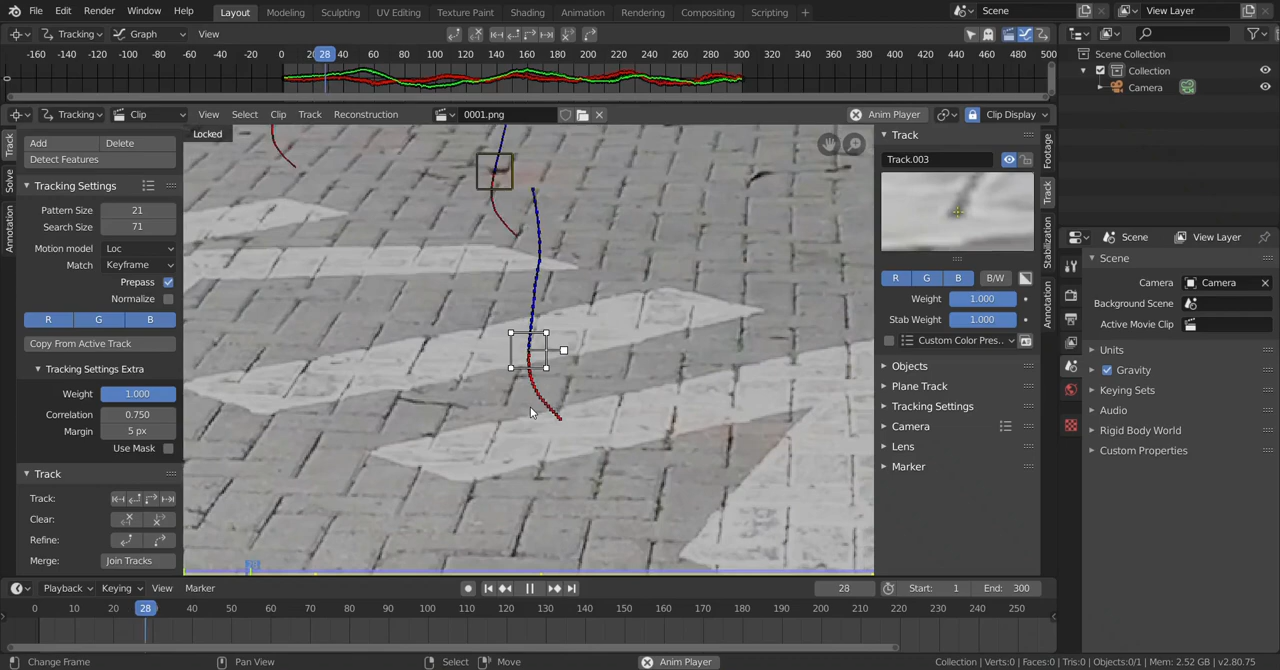 File Edit Render Window Help Layout Modeling Sculpting UV Editing Texture Paint Shading Animation Rendering Compositing Scripting + Scene View Layer
Tracking Graph View
-160 -140 -120 -100 -80 -60 -40 -20 0 28 40 60 80 100 120 140 160 180 200 220 240 260 280 300 320 340 360 380 400 420 440 460 480 500
0
Scene Collection
Collection
Camera
Tracking Clip View Select Clip Track Reconstruction 0001.png Anim Player Clip Display
Locked
Track
Solve
Annotation
Add Delete
Detect Features
Tracking Settings
Pattern Size 21
Search Size 71
Motion model Loc
Match Keyframe
Prepass
Normalize
R G B
Copy From Active Track
Tracking Settings Extra
Weight 1.000
Correlation 0.750
Margin 5 px
Use Mask
Track
Track:
Clear:
Refine:
Merge: Join Tracks
Track
Track.003
R G B B/W
Weight 1.000
Stab Weight 1.000
Custom Color Pres...
Objects
Plane Track
Tracking Settings
Camera
Lens
Marker
Footage
Track
Stabilization
Annotation
Scene View Layer
Scene
Camera Camera
Background Scene
Active Movie Clip
Units
Gravity
Keying Sets
Audio
Rigid Body World
Custom Properties
Playback Keying View Marker 28 Start: 1 End: 300
0 10 20 28 40 50 60 70 80 90 100 110 120 130 140 150 160 170 180 190 200 210 220 230 240 250
Change Frame Pan View Select Move Anim Player Collection | Verts:0 | Faces:0 | Tris:0 | Objects:0/1 | Mem: 2.52 GB | v2.80.75